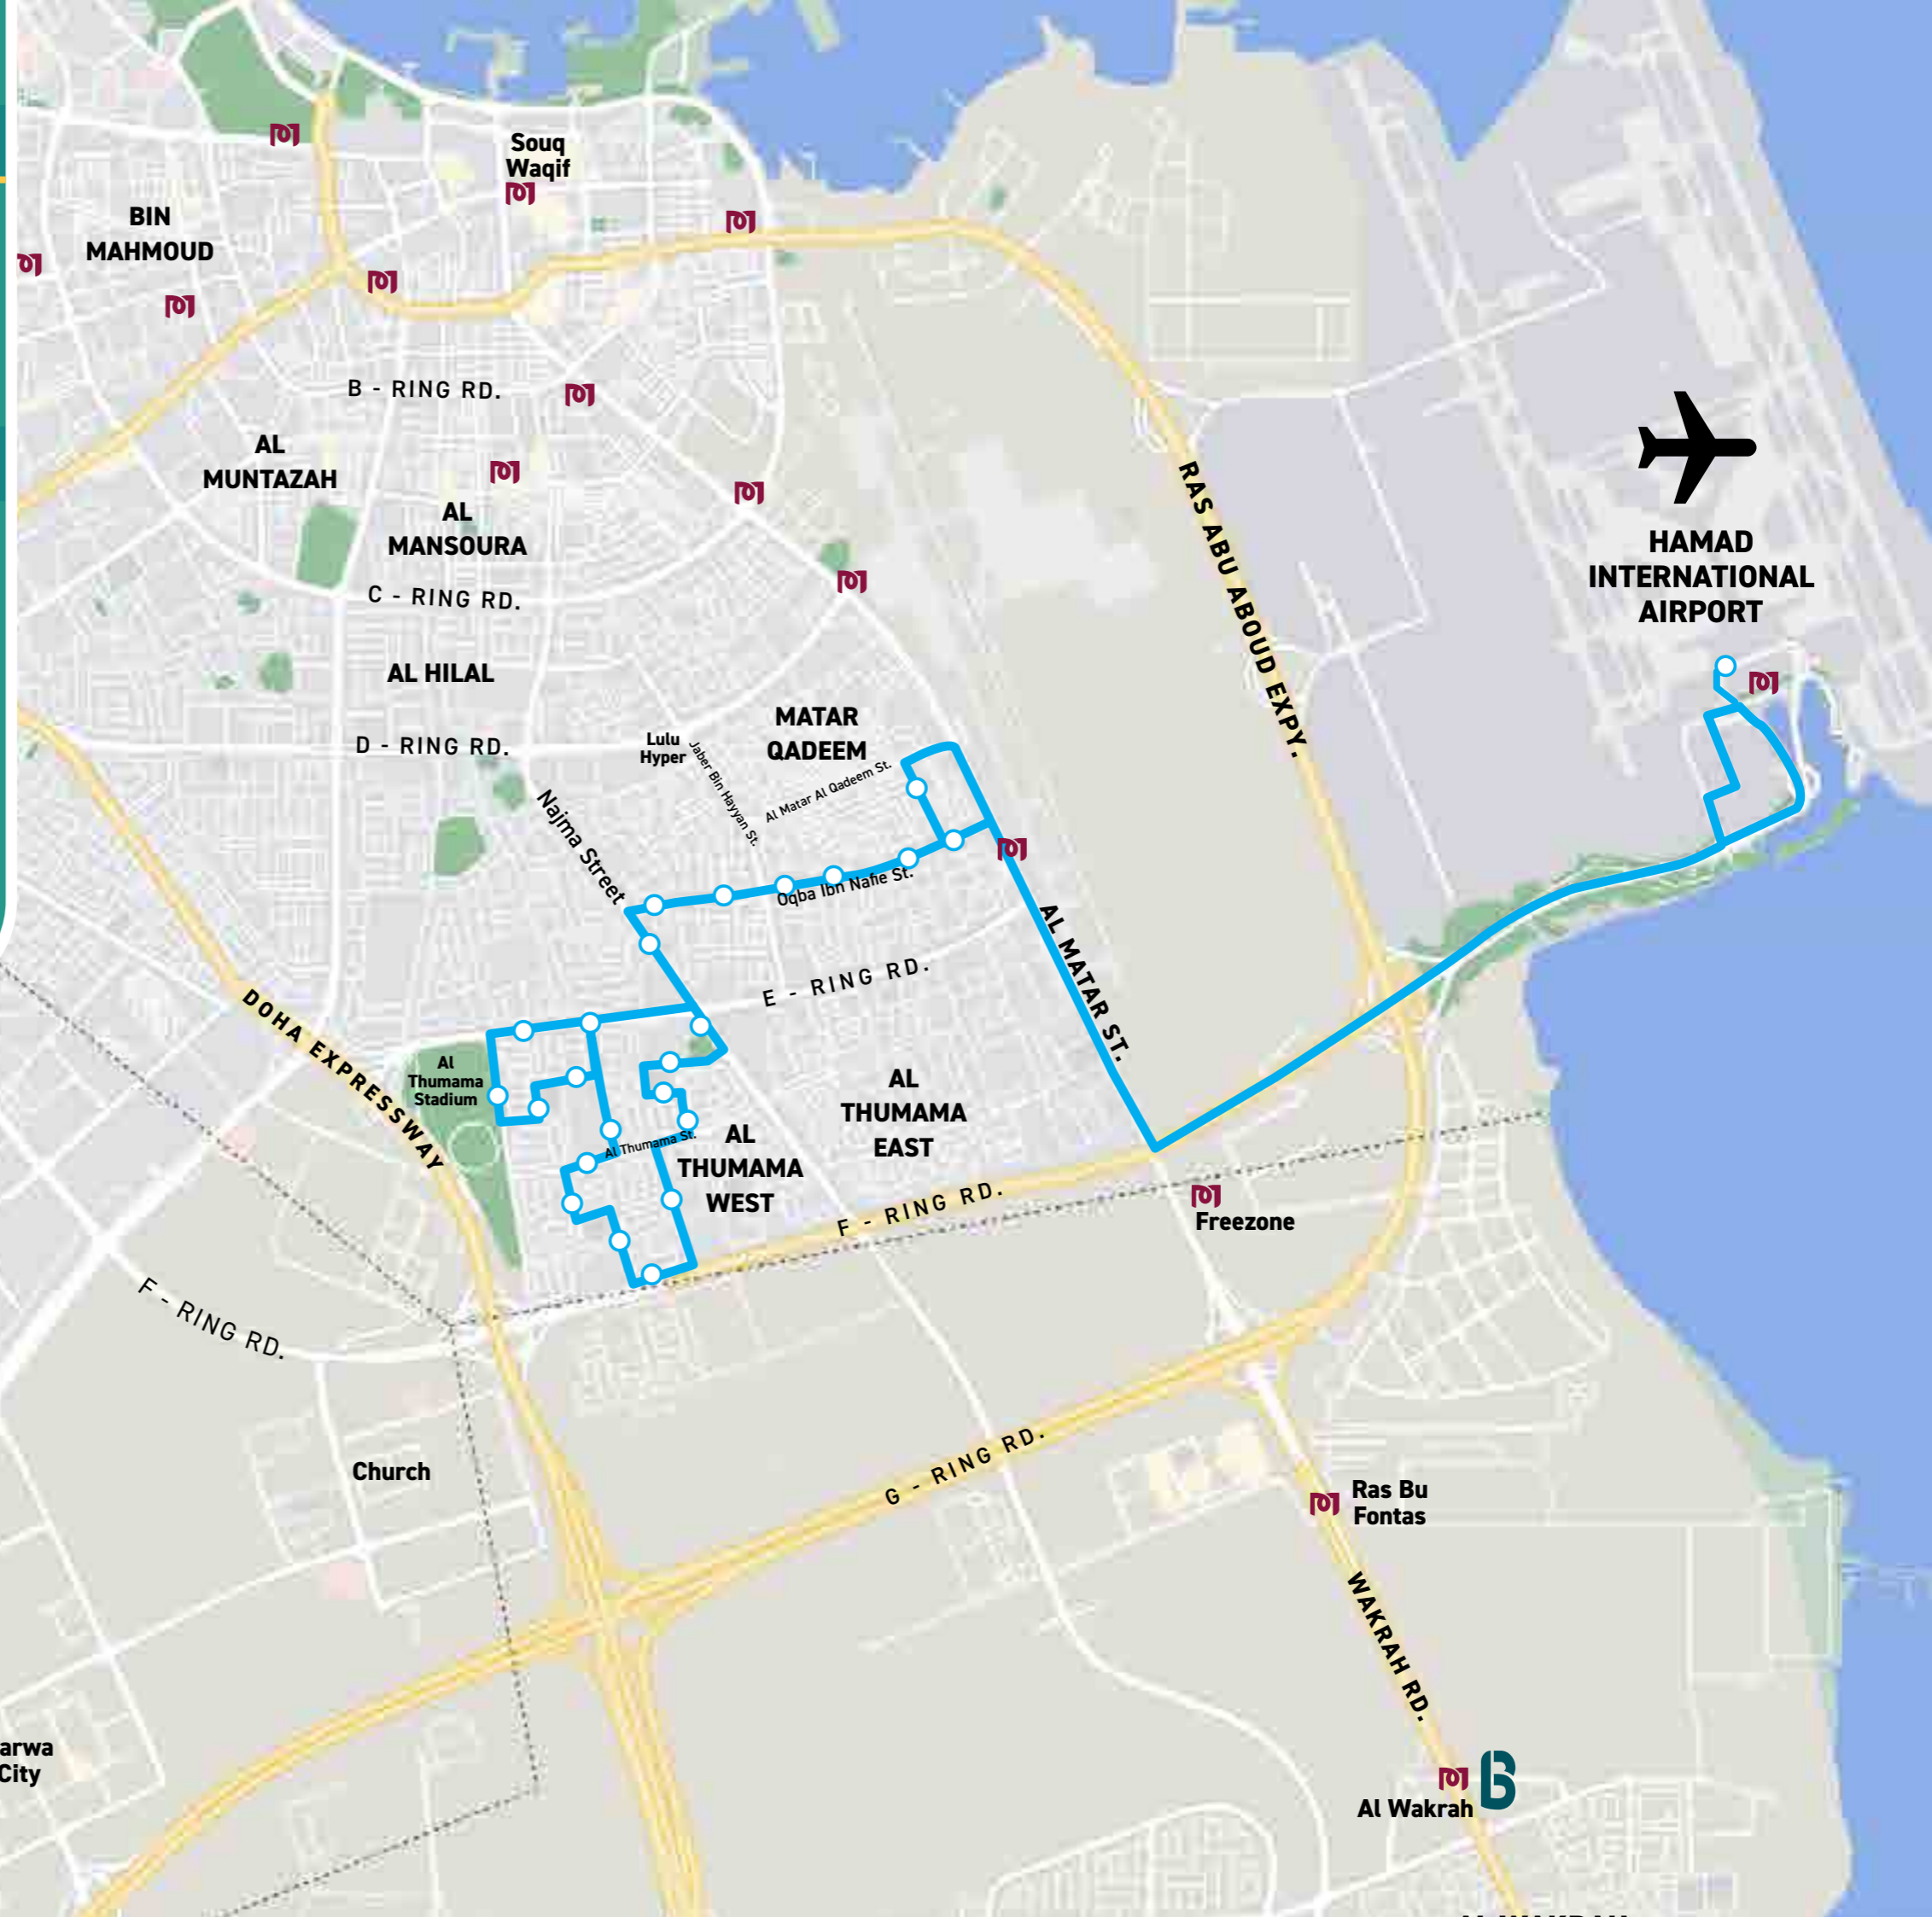 Souq
Waqif
BIN
MAHMOUD
B - RING RD.
AL
MUNTAZAH
AL
MANSOURA
C - RING RD.
AL HILAL
D - RING RD.
RAS ABU ABOUD EXPY.
HAMAD
INTERNATIONAL
AIRPORT
MATAR
QADEEM
Lulu
Hyper
Jaber Bin Hayyan St.
Al Matar Al Qadeem St.
Najma Street
Oqba Ibn Nafie St.
AL MATAR ST.
E - RING RD.
DOHA EXPRESSWAY
Al
Thumama
Stadium
AL
THUMAMA
EAST
Al Thumama St.
AL
THUMAMA
WEST
F - RING RD.
Freezone
F - RING RD.
G - RING RD.
Church
Ras Bu
Fontas
WAKRAH RD.
arwa
City
Al Wakrah
B